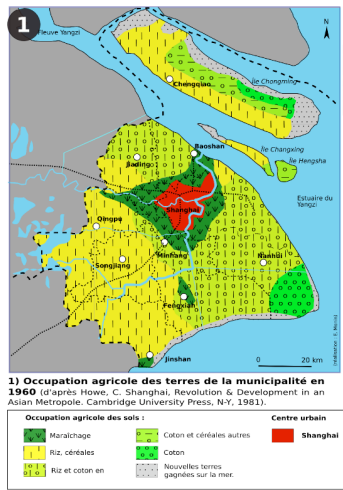 1
Fleuve Yangzi
N
Île Chongming
Chengqiao
Île Changxing
Île Hengsha
Baoshan
Jiading
Estuaire du
Yangzi
Shanghai
Qingpu
Minhang
Songjiang
Nanhui
Fengxian
Jinshan
0 20 km
1) Occupation agricole des terres de la municipalité en
1960 (d'après Howe, C. Shanghai, Revolution & Development in an
Asian Metropole. Cambridge University Press, N-Y, 1981).
Occupation agricole des sols :
Centre urbain
Maraîchage
Coton et céréales autres
Shanghai
Riz, céréales
Coton
Riz et coton en
Nouvelles terres
gagnées sur la mer.